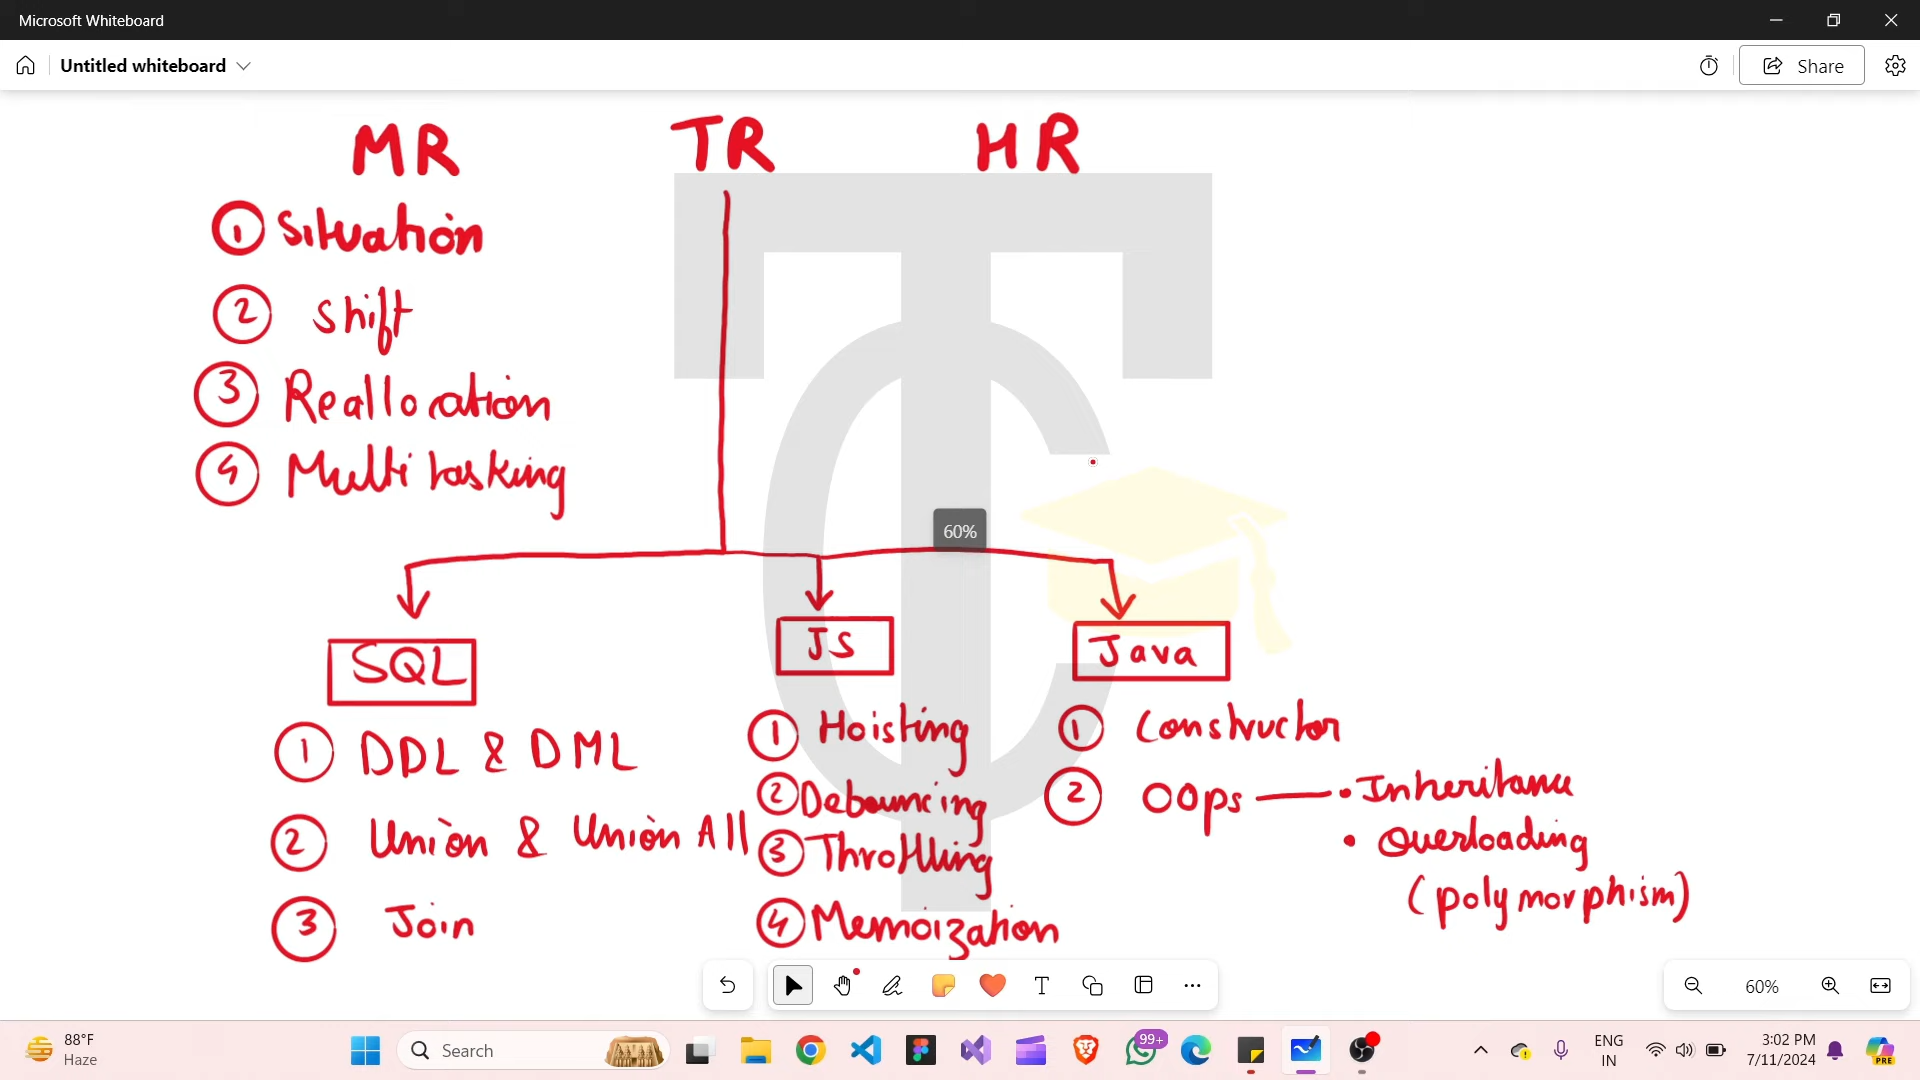 Microsoft Whiteboard
Untitled whiteboard
Share
MR TR HR
1 Situation
2 Shift
3 Reallocation
4 Multi tasking
60%
SQL
1 DDL & DML
2 Union & Union All
3 Join
JS
1 Hoisting
2 Debouncing
3 Throttling
4 Memoization
Java
1 Constructor
2 OOps
• Inheritance
• Overloading
(polymorphism)
60%
88°F
Haze
Search
99+
PRE
ENG
IN
3:02 PM
7/11/2024